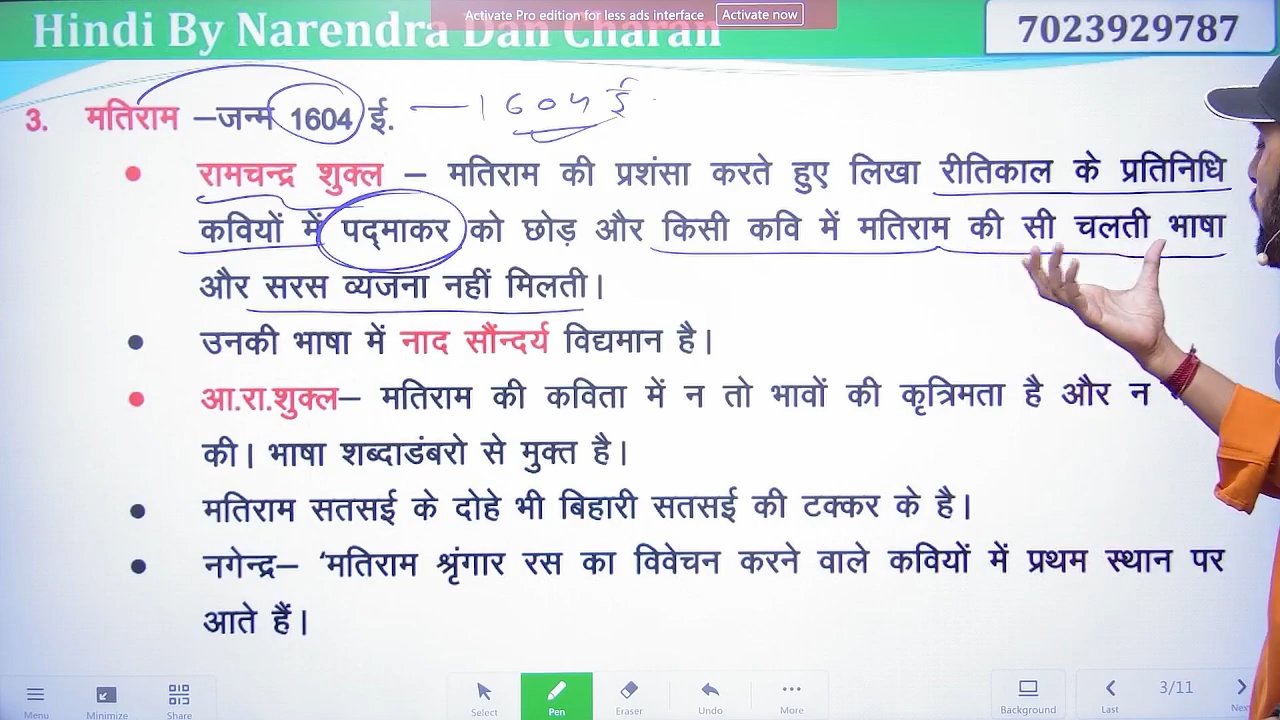 Hindi By Narendra Dan Charan
Activate Pro edition for less ads interface Activate now
7023929787
3. मतिराम –जन्म 1604 ई. — 1604 ई
• रामचन्द्र शुक्ल – मतिराम की प्रशंसा करते हुए लिखा रीतिकाल के प्रतिनिधि
कवियों में पद्माकर को छोड़ और किसी कवि में मतिराम की सी चलती भाषा
और सरस व्यजना नहीं मिलती।
• उनकी भाषा में नाद सौंन्दर्य विद्यमान है।
• आ.रा.शुक्ल– मतिराम की कविता में न तो भावों की कृत्रिमता है और न
की। भाषा शब्दाडंबरो से मुक्त है।
• मतिराम सतसई के दोहे भी बिहारी सतसई की टक्कर के है।
• नगेन्द्र– ‘मतिराम श्रृंगार रस का विवेचन करने वाले कवियों में प्रथम स्थान पर
आते हैं।
Menu Minimize Share Select Pen Eraser Undo More Background Last 3/11 Next